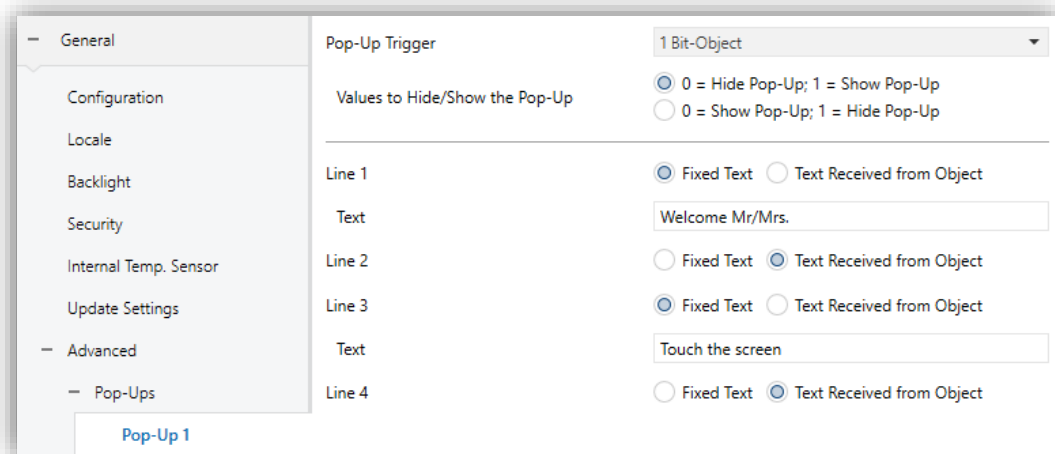 General
Configuration
Locale
Backlight
Security
Internal Temp. Sensor
Update Settings
Advanced
Pop-Ups
Pop-Up 1
Pop-Up Trigger
1 Bit-Object
Values to Hide/Show the Pop-Up
0 = Hide Pop-Up; 1 = Show Pop-Up
0 = Show Pop-Up; 1 = Hide Pop-Up
Line 1
Fixed Text
Text Received from Object
Text
Welcome Mr/Mrs.
Line 2
Fixed Text
Text Received from Object
Line 3
Fixed Text
Text Received from Object
Text
Touch the screen
Line 4
Fixed Text
Text Received from Object